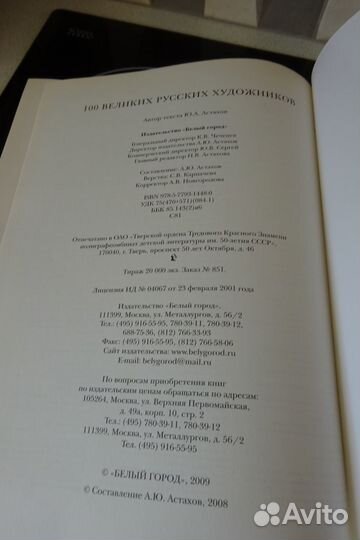 100 ВЕЛИКИХ РУССКИХ ХУДОЖНИКОВ
Автор текста Ю.А. Астахов
Издательство «Белый город»
Генеральный директор К.В. Чеченев
Директор издательства А.Ю. Астахов
Коммерческий директор Ю.В. Сергей
Главный редактор Н.В. Астахова
Составление: А.Ю. Астахов
Верстка: С.В. Карпачева
Корректор А.В. Новгородова
ISBN 978-5-7793-1446-0
УДК 75(470+571)(084.1)
ББК 85.143(2)я6
С81
Отпечатано в ОАО «Тверской ордена Трудового Красного Знамени
полиграфкомбинат детской литературы им. 50-летия СССР»,
170040, г. Тверь, проспект 50 лет Октября, д. 46
Тираж 20 000 экз. Заказ № 851.
Лицензия ИД № 04067 от 23 февраля 2001 года
Издательство «Белый город»,
111399, Москва, ул. Металлургов, д. 56/2
Тел.: (495) 916-55-95, 780-39-11, 780-39-12,
688-75-36, (812) 766-33-93
Факс: (495) 916-55-95, (812) 766-58-06
Сайт издательства: www.belygorod.ru
E-mail: belygorod@mail.ru
По вопросам приобретения книг
по издательским ценам обращаться по адресам:
105264, Москва, ул. Верхняя Первомайская,
д. 49а, корп. 10, стр. 2
Тел.: (495) 780-39-11, 780-39-12
111399, Москва, ул. Металлургов, д. 56/2
Тел. (495) 916-55-95
© «БЕЛЫЙ ГОРОД», 2009
© Составление А.Ю. Астахов, 2008
Avito